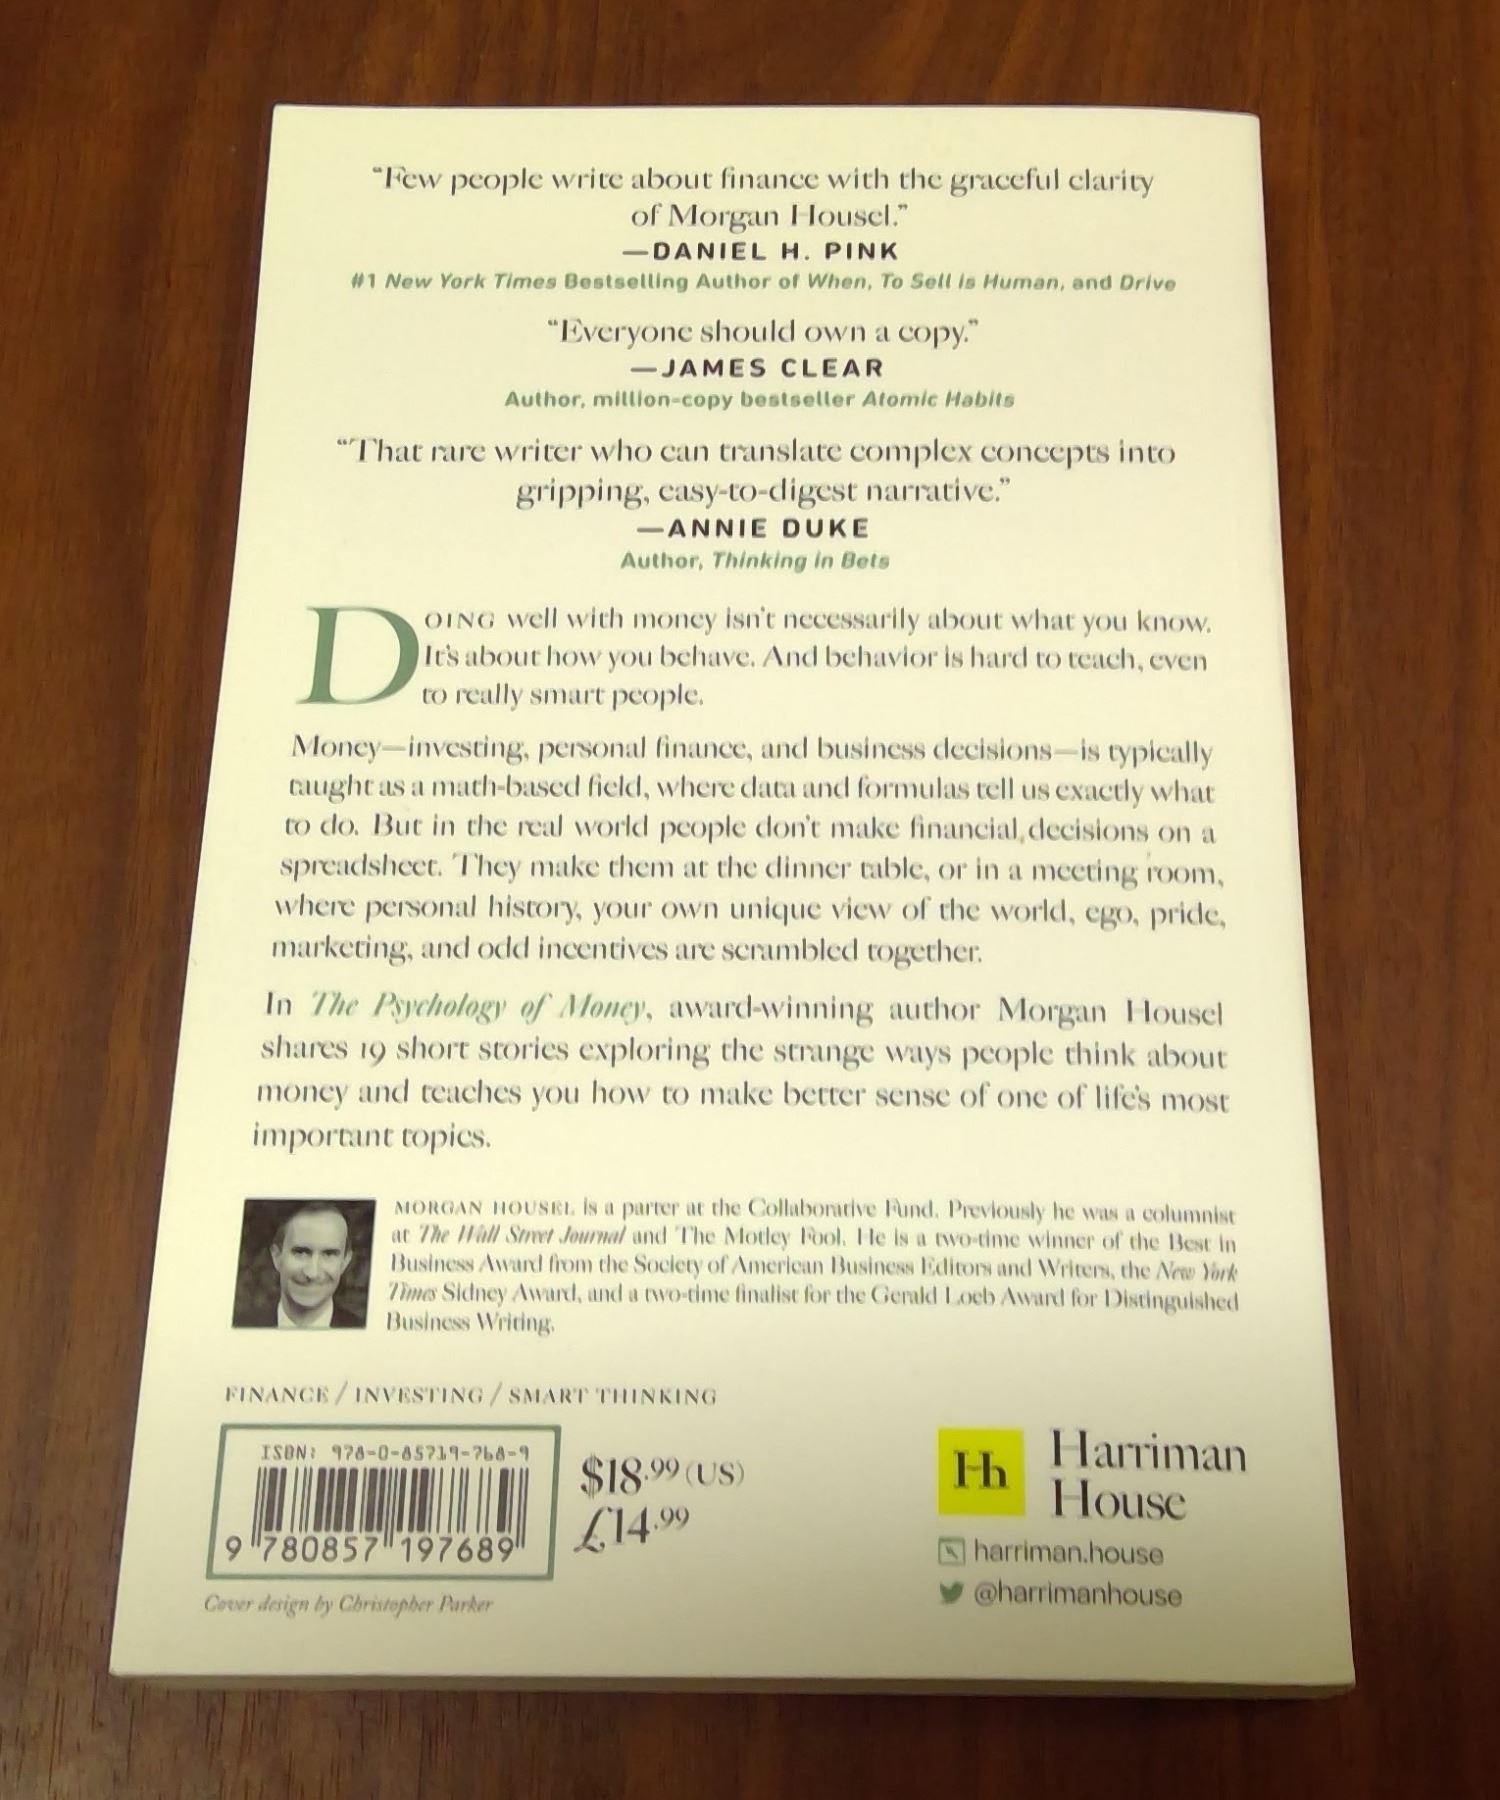 “Few people write about finance with the graceful clarity
of Morgan Housel.”
—DANIEL H. PINK
#1 New York Times Bestselling Author of When, To Sell is Human, and Drive
“Everyone should own a copy.”
—JAMES CLEAR
Author, million-copy bestseller Atomic Habits
“That rare writer who can translate complex concepts into
gripping, easy-to-digest narrative.”
—ANNIE DUKE
Author, Thinking in Bets
DOING well with money isn’t necessarily about what you know.
It’s about how you behave. And behavior is hard to teach, even
to really smart people.
Money—investing, personal finance, and business decisions—is typically
taught as a math-based field, where data and formulas tell us exactly what
to do. But in the real world people don’t make financial decisions on a
spreadsheet. They make them at the dinner table, or in a meeting room,
where personal history, your own unique view of the world, ego, pride,
marketing, and odd incentives are scrambled together.
In The Psychology of Money, award-winning author Morgan Housel
shares 19 short stories exploring the strange ways people think about
money and teaches you how to make better sense of one of life’s most
important topics.
MORGAN HOUSEL is a parter at the Collaborative Fund. Previously he was a columnist
at The Wall Street Journal and The Motley Fool. He is a two-time winner of the Best in
Business Award from the Society of American Business Editors and Writers, the New York
Times Sidney Award, and a two-time finalist for the Gerald Loeb Award for Distinguished
Business Writing.
FINANCE / INVESTING / SMART THINKING
ISBN: 978-0-85719-768-9
9 780857 197689
$18.99 (US)
£14.99
Cover design by Christopher Parker
Hh
Harriman
House
harriman.house
@harrimanhouse